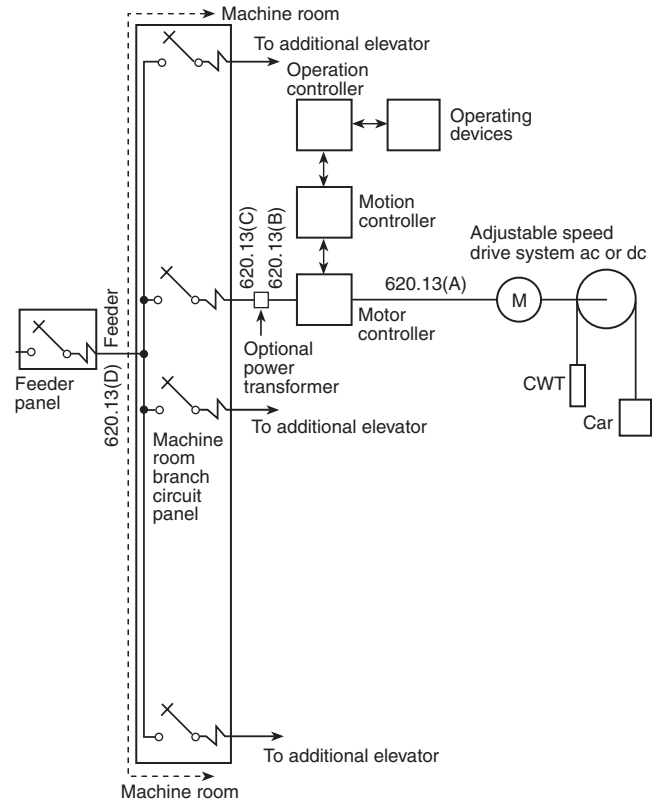 Machine room
To additional elevator
Operation
controller
Operating
devices
Motion
controller
620.13(C)
620.13(B)
Adjustable speed
drive system ac or dc
620.13(A)
M
Motor
controller
Feeder
Optional
power
transformer
Feeder
panel
620.13(D)
CWT
Car
To additional elevator
Machine
room
branch
circuit
panel
To additional elevator
Machine room